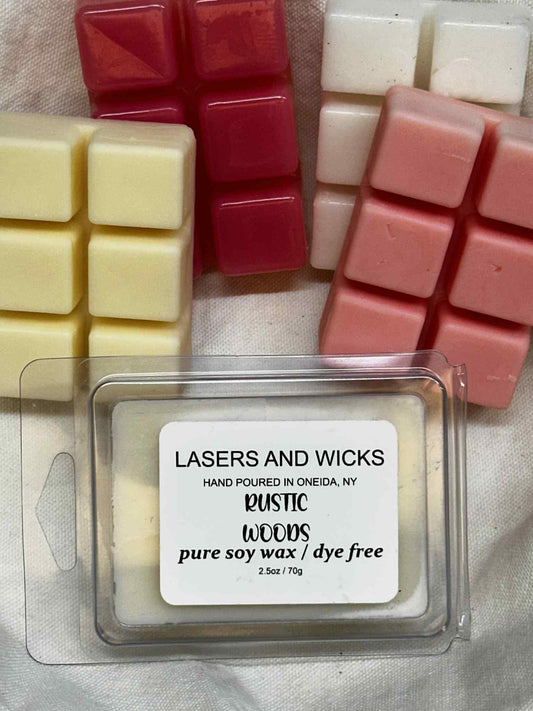 LASERS AND WICKS
HAND POURED IN ONEIDA, NY
RUSTIC
WOODS
pure soy wax / dye free
2.5oz / 70g